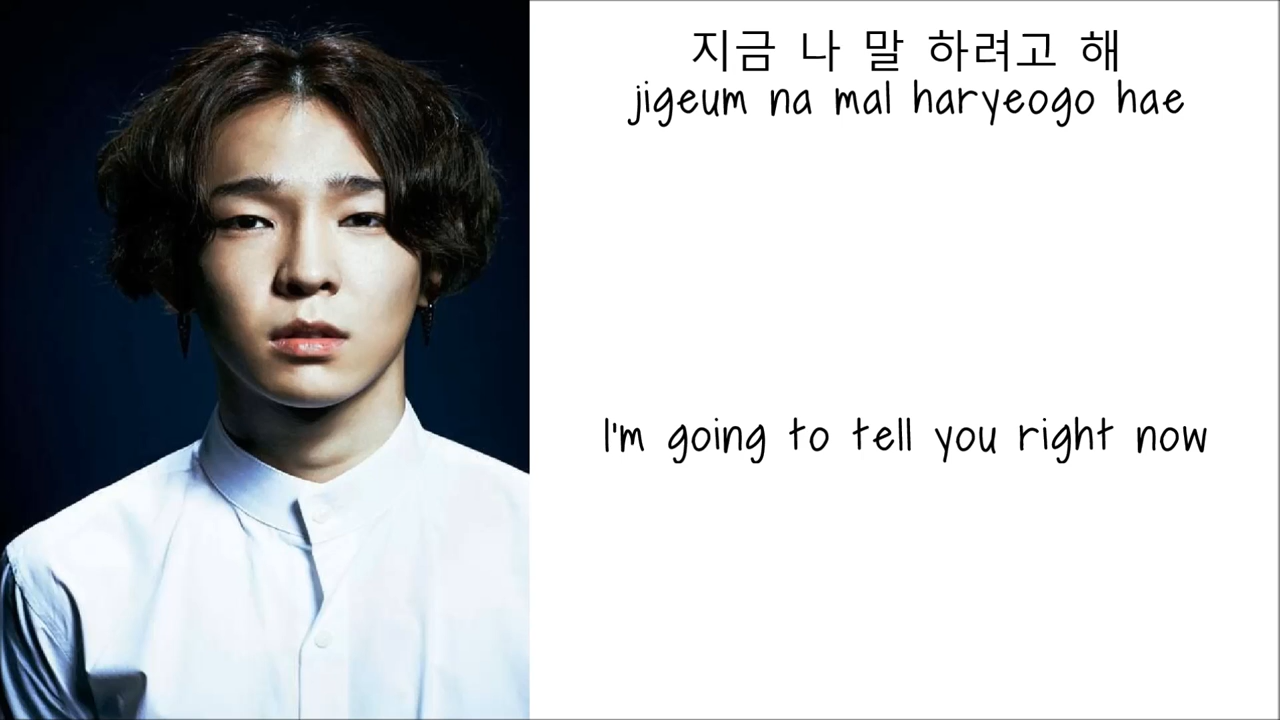 지금 나 말 하려고 해
jigeum na mal haryeogo hae
I'm going to tell you right now